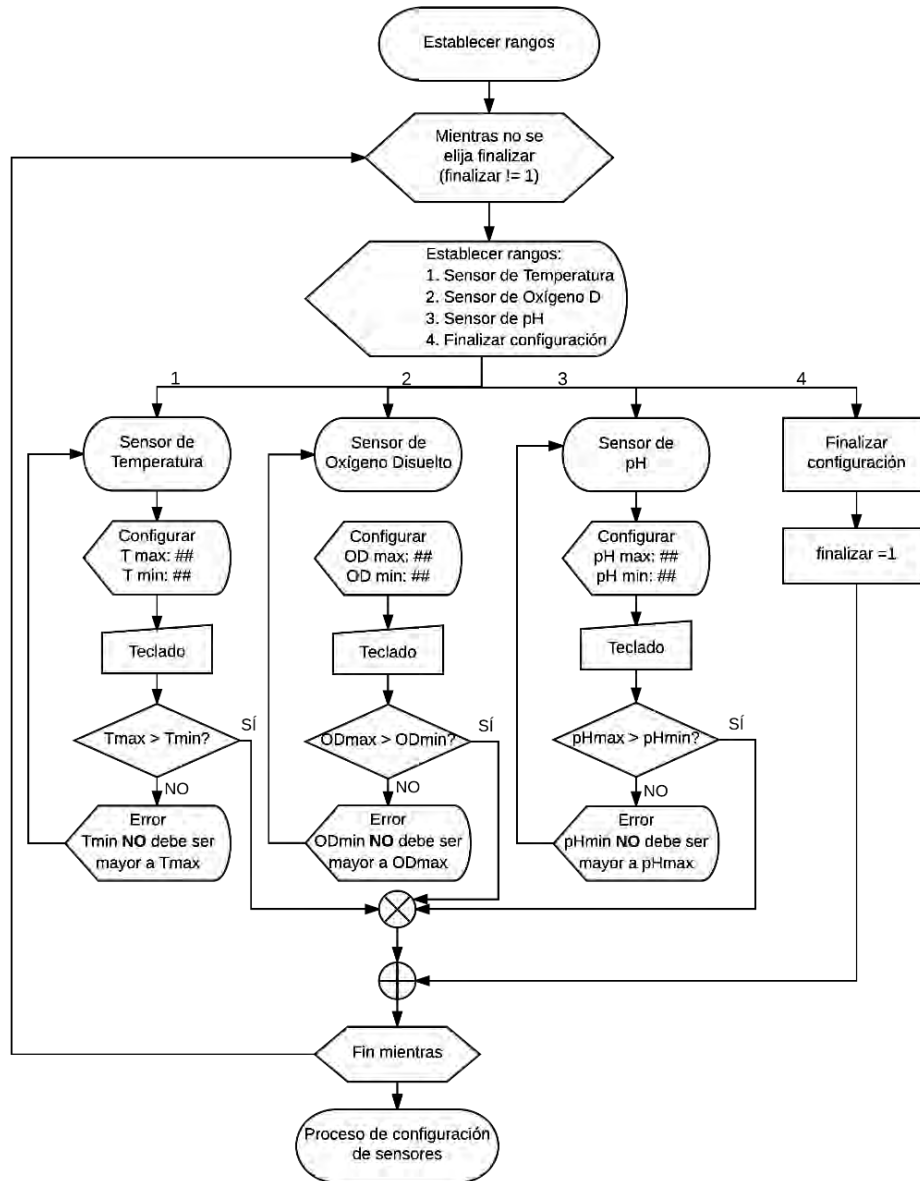 Establecer rangos
Mientras no se
elija finalizar
(finalizar != 1)
Establecer rangos:
1. Sensor de Temperatura
2. Sensor de Oxígeno D
3. Sensor de pH
4. Finalizar configuración
1
2
3
4
Sensor de
Temperatura
Sensor de
Oxígeno Disuelto
Sensor de
pH
Finalizar
configuración
Configurar
T max: ##
T min: ##
Configurar
OD max: ##
OD min: ##
Configurar
pH max: ##
pH min: ##
finalizar =1
Teclado
Teclado
Teclado
Tmax > Tmin?
SÍ
ODmax > ODmin?
SÍ
pHmax > pHmin?
SÍ
NO
NO
NO
Error
Tmin NO debe ser
mayor a Tmax
Error
ODmin NO debe ser
mayor a ODmax
Error
pHmin NO debe ser
mayor a pHmax
Fin mientras
Proceso de configuración
de sensores